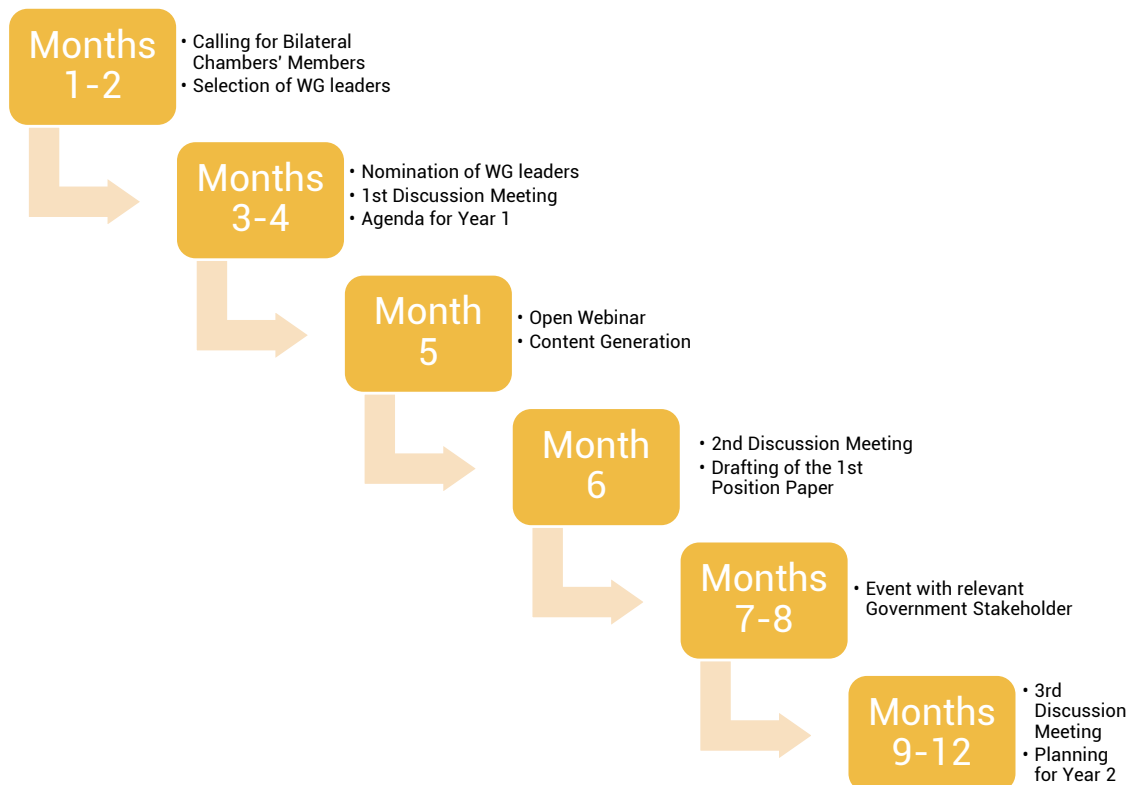 Months
1-2
• Calling for Bilateral
Chambers' Members
• Selection of WG leaders
Months
3-4
• Nomination of WG leaders
• 1st Discussion Meeting
• Agenda for Year 1
Month
5
• Open Webinar
• Content Generation
Month
6
• 2nd Discussion Meeting
• Drafting of the 1st
Position Paper
Months
7-8
• Event with relevant
Government Stakeholder
Months
9-12
• 3rd
Discussion
Meeting
• Planning
for Year 2